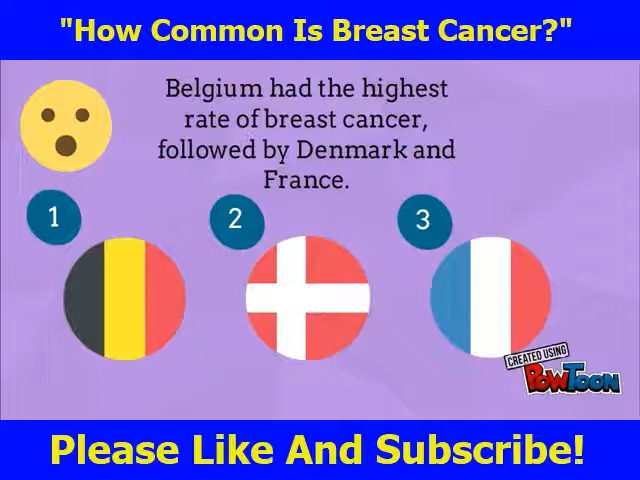 "How Common Is Breast Cancer?"
Belgium had the highest
rate of breast cancer,
followed by Denmark and
France.
1
2
3
CREATED USING
POWTOON
Please Like And Subscribe!